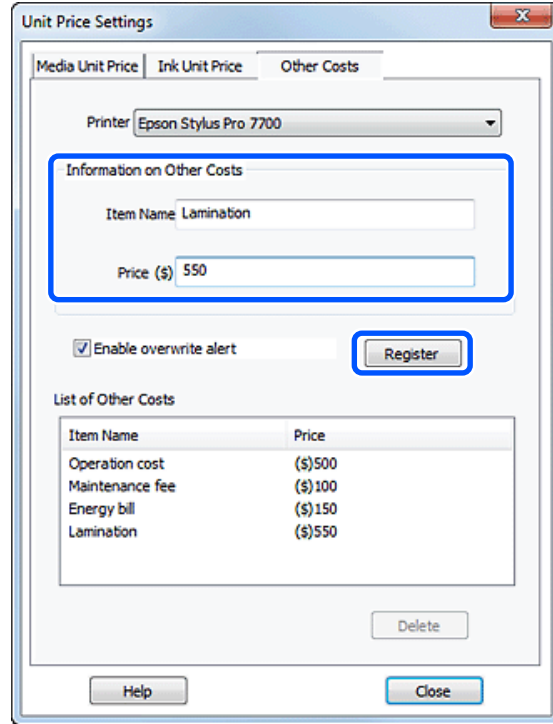 Unit Price Settings
Media Unit Price Ink Unit Price Other Costs
Printer Epson Stylus Pro 7700
Information on Other Costs
Item Name Lamination
Price ($) 550
Enable overwrite alert Register
List of Other Costs
Item Name Price
Operation cost ($)500
Maintenance fee ($)100
Energy bill ($)150
Lamination ($)550
Delete
Help Close